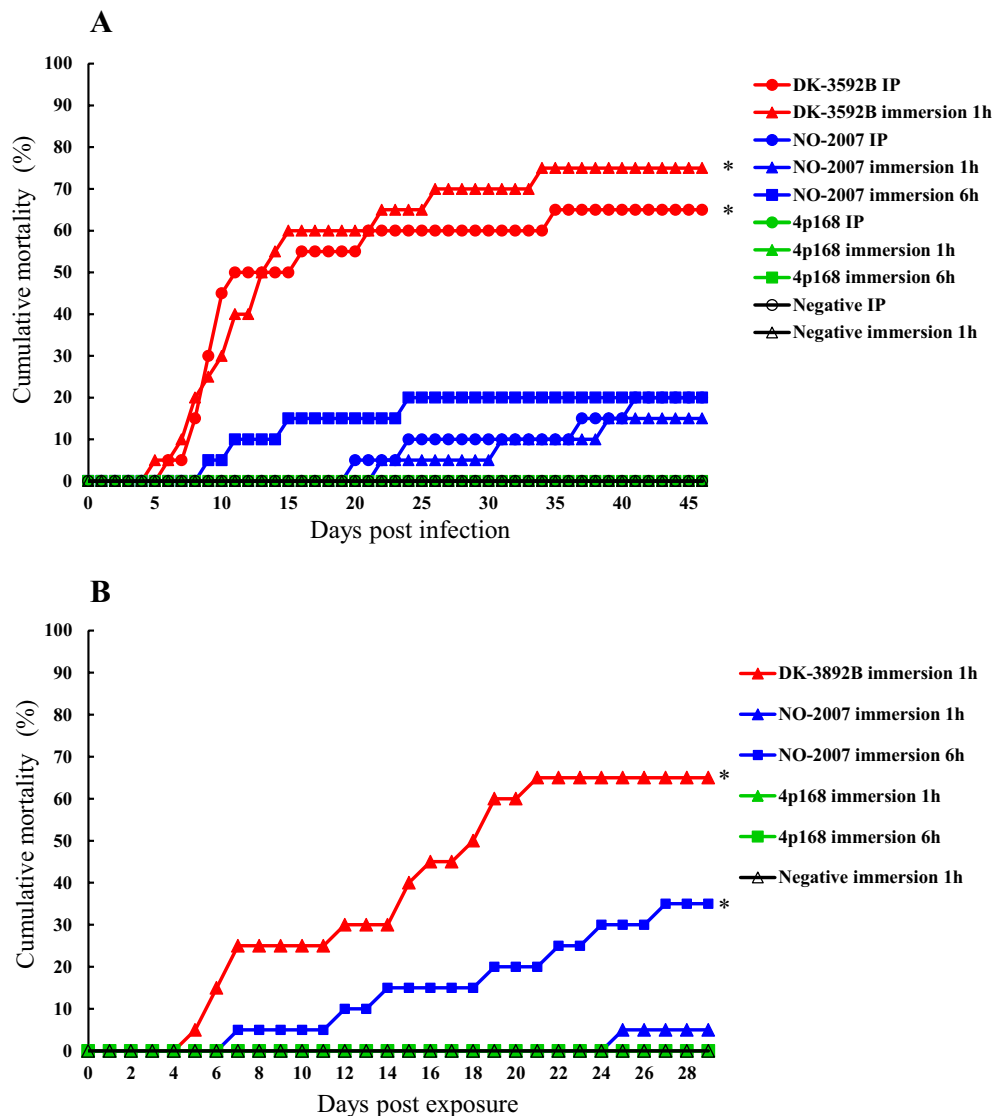 A
Cumulative mortality (%)
100
90
80
70
60
50
40
30
20
10
0
0 5 10 15 20 25 30 35 40 45
Days post infection
*
*
DK-3592B IP
DK-3592B immersion 1h
NO-2007 IP
NO-2007 immersion 1h
NO-2007 immersion 6h
4p168 IP
4p168 immersion 1h
4p168 immersion 6h
Negative IP
Negative immersion 1h
B
Cumulative mortality (%)
100
90
80
70
60
50
40
30
20
10
0
0 2 4 6 8 10 12 14 16 18 20 22 24 26 28
Days post exposure
*
*
DK-3892B immersion 1h
NO-2007 immersion 1h
NO-2007 immersion 6h
4p168 immersion 1h
4p168 immersion 6h
Negative immersion 1h